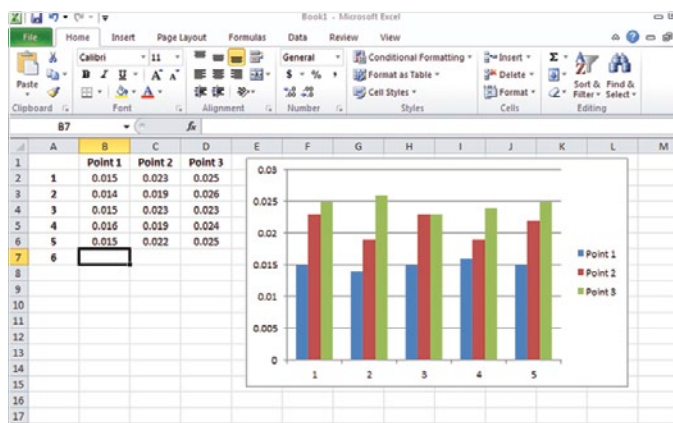 Book1 - Microsoft Excel
File Home Insert Page Layout Formulas Data Review View
Calibri 11 General Conditional Formatting Insert Σ
Paste B I U A A $ % , Format as Table Delete Sort & Filter Find & Select
Cell Styles Format
Clipboard Font Alignment Number Styles Cells Editing
B7 fx
A B C D E F G H I J K L M
1 Point 1 Point 2 Point 3
2 1 0.015 0.023 0.025
3 2 0.014 0.019 0.026
4 3 0.015 0.023 0.023
5 4 0.016 0.019 0.024
6 5 0.015 0.022 0.025
7 6
8
9
10
11
12
13
14
15
16
17
0.03
0.025
0.02
0.015
0.01
0.005
0
1 2 3 4 5
Point 1
Point 2
Point 3